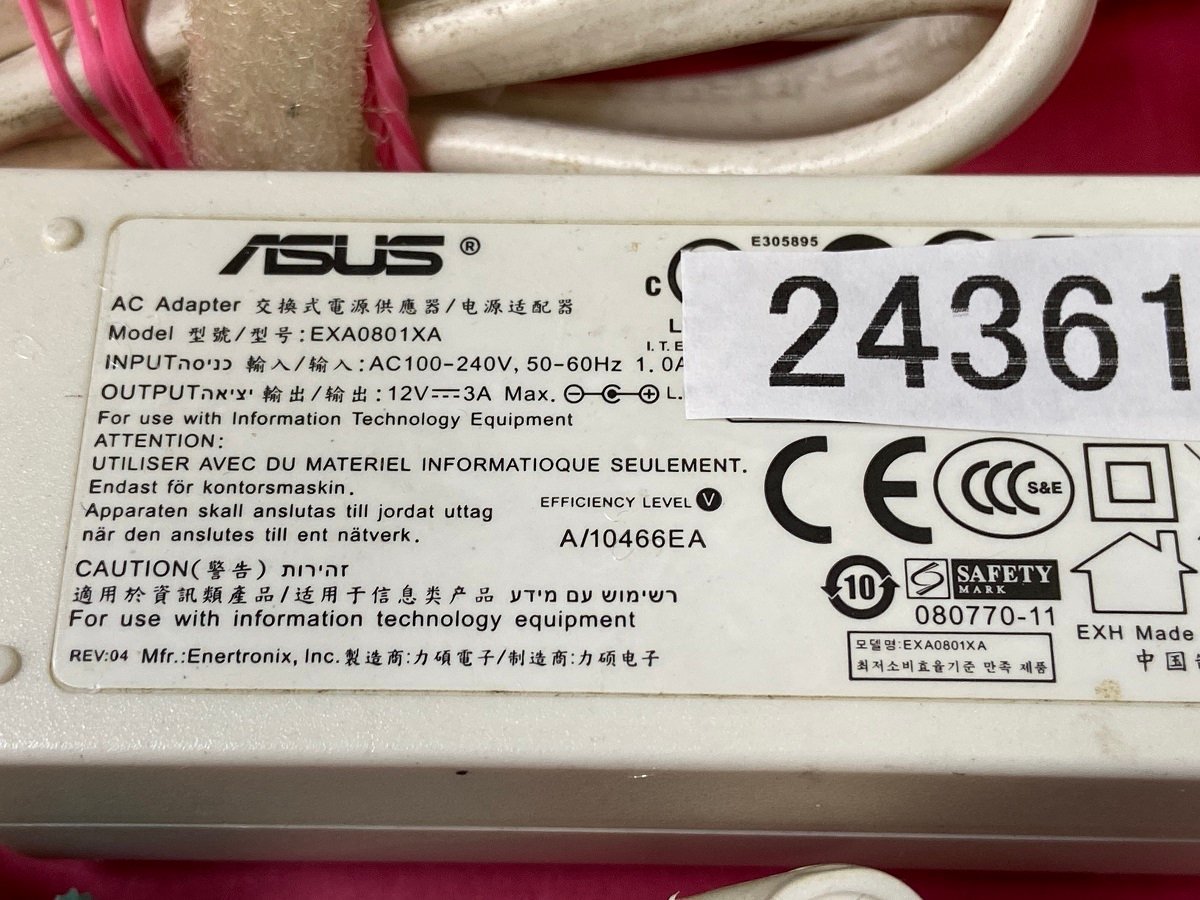 ASUS®
E305895
24361
AC Adapter 交換式電源供應器/电源适配器
Model 型號/型号:EXA0801XA
INPUT כניסה 輸入/输入:AC100-240V, 50-60Hz 1.0A
OUTPUT יציאה 輸出/输出:12V⎓3A Max. L.
For use with Information Technology Equipment
ATTENTION:
UTILISER AVEC DU MATERIEL INFORMATIOQUE SEULEMENT.
Endast för kontorsmaskin.
Apparaten skall anslutas till jordat uttag
när den anslutes till ent nätverk.
EFFICIENCY LEVEL V
A/10466EA
CAUTION(警告) זהירות
適用於資訊類產品/适用于信息类产品 רשימוש עם מידע
For use with information technology equipment
REV:04 Mfr.:Enertronix, Inc. 製造商:力碩電子/制造商:力硕电子
C
I.T.E
CE
CCC S&E
10
SAFETY
MARK
080770-11
모델명:EXA0801XA
최저소비효율기준 만족 제품
EXH Made
中国